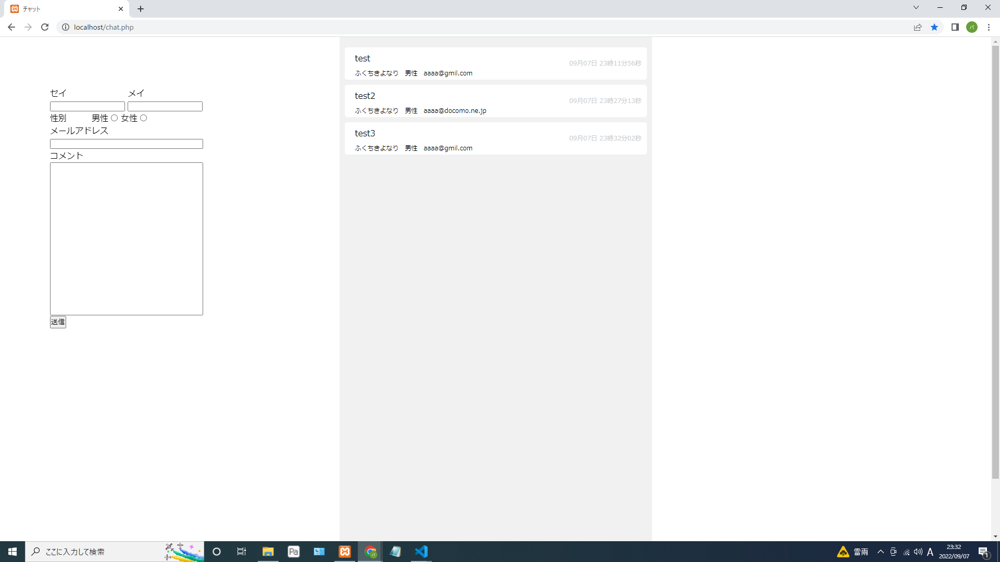 チャット
localhost/chat.php
パ
セイ メイ
性別 男性 女性
メールアドレス
コメント
送信
test
ふくちきよなり 男性 aaaa@gmil.com
09月07日 23時11分56秒
test2
ふくちきよなり 男性 aaaa@docomo.ne.jp
09月07日 23時27分13秒
test3
ふくちきよなり 男性 aaaa@gmil.com
09月07日 23時32分02秒
ここに入力して検索
Pa
パ
雷雨
A
23:32
2022/09/07
1